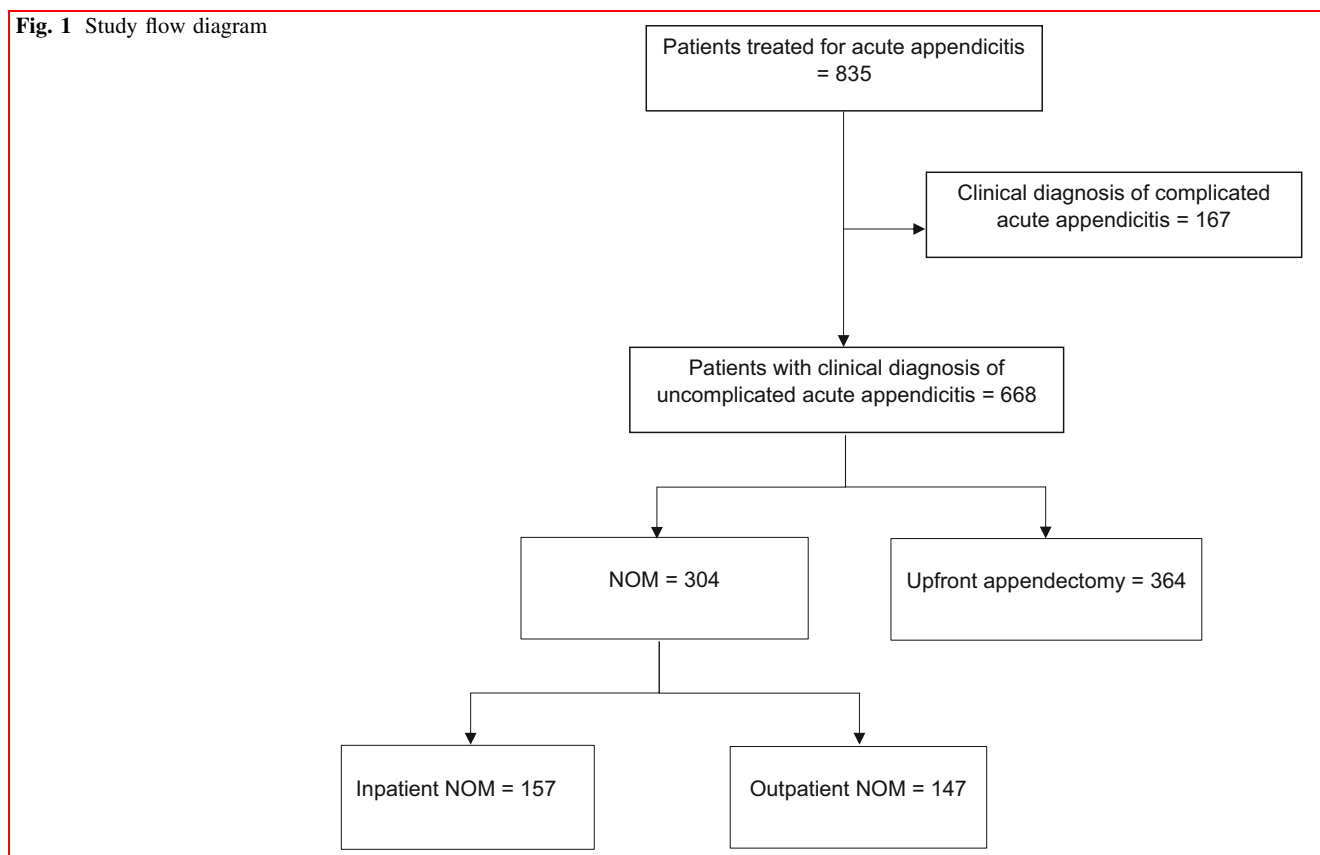 Fig. 1 Study flow diagram
Patients treated for acute appendicitis
= 835
Clinical diagnosis of complicated
acute appendicitis = 167
Patients with clinical diagnosis of
uncomplicated acute appendicitis = 668
NOM = 304
Upfront appendectomy = 364
Inpatient NOM = 157
Outpatient NOM = 147